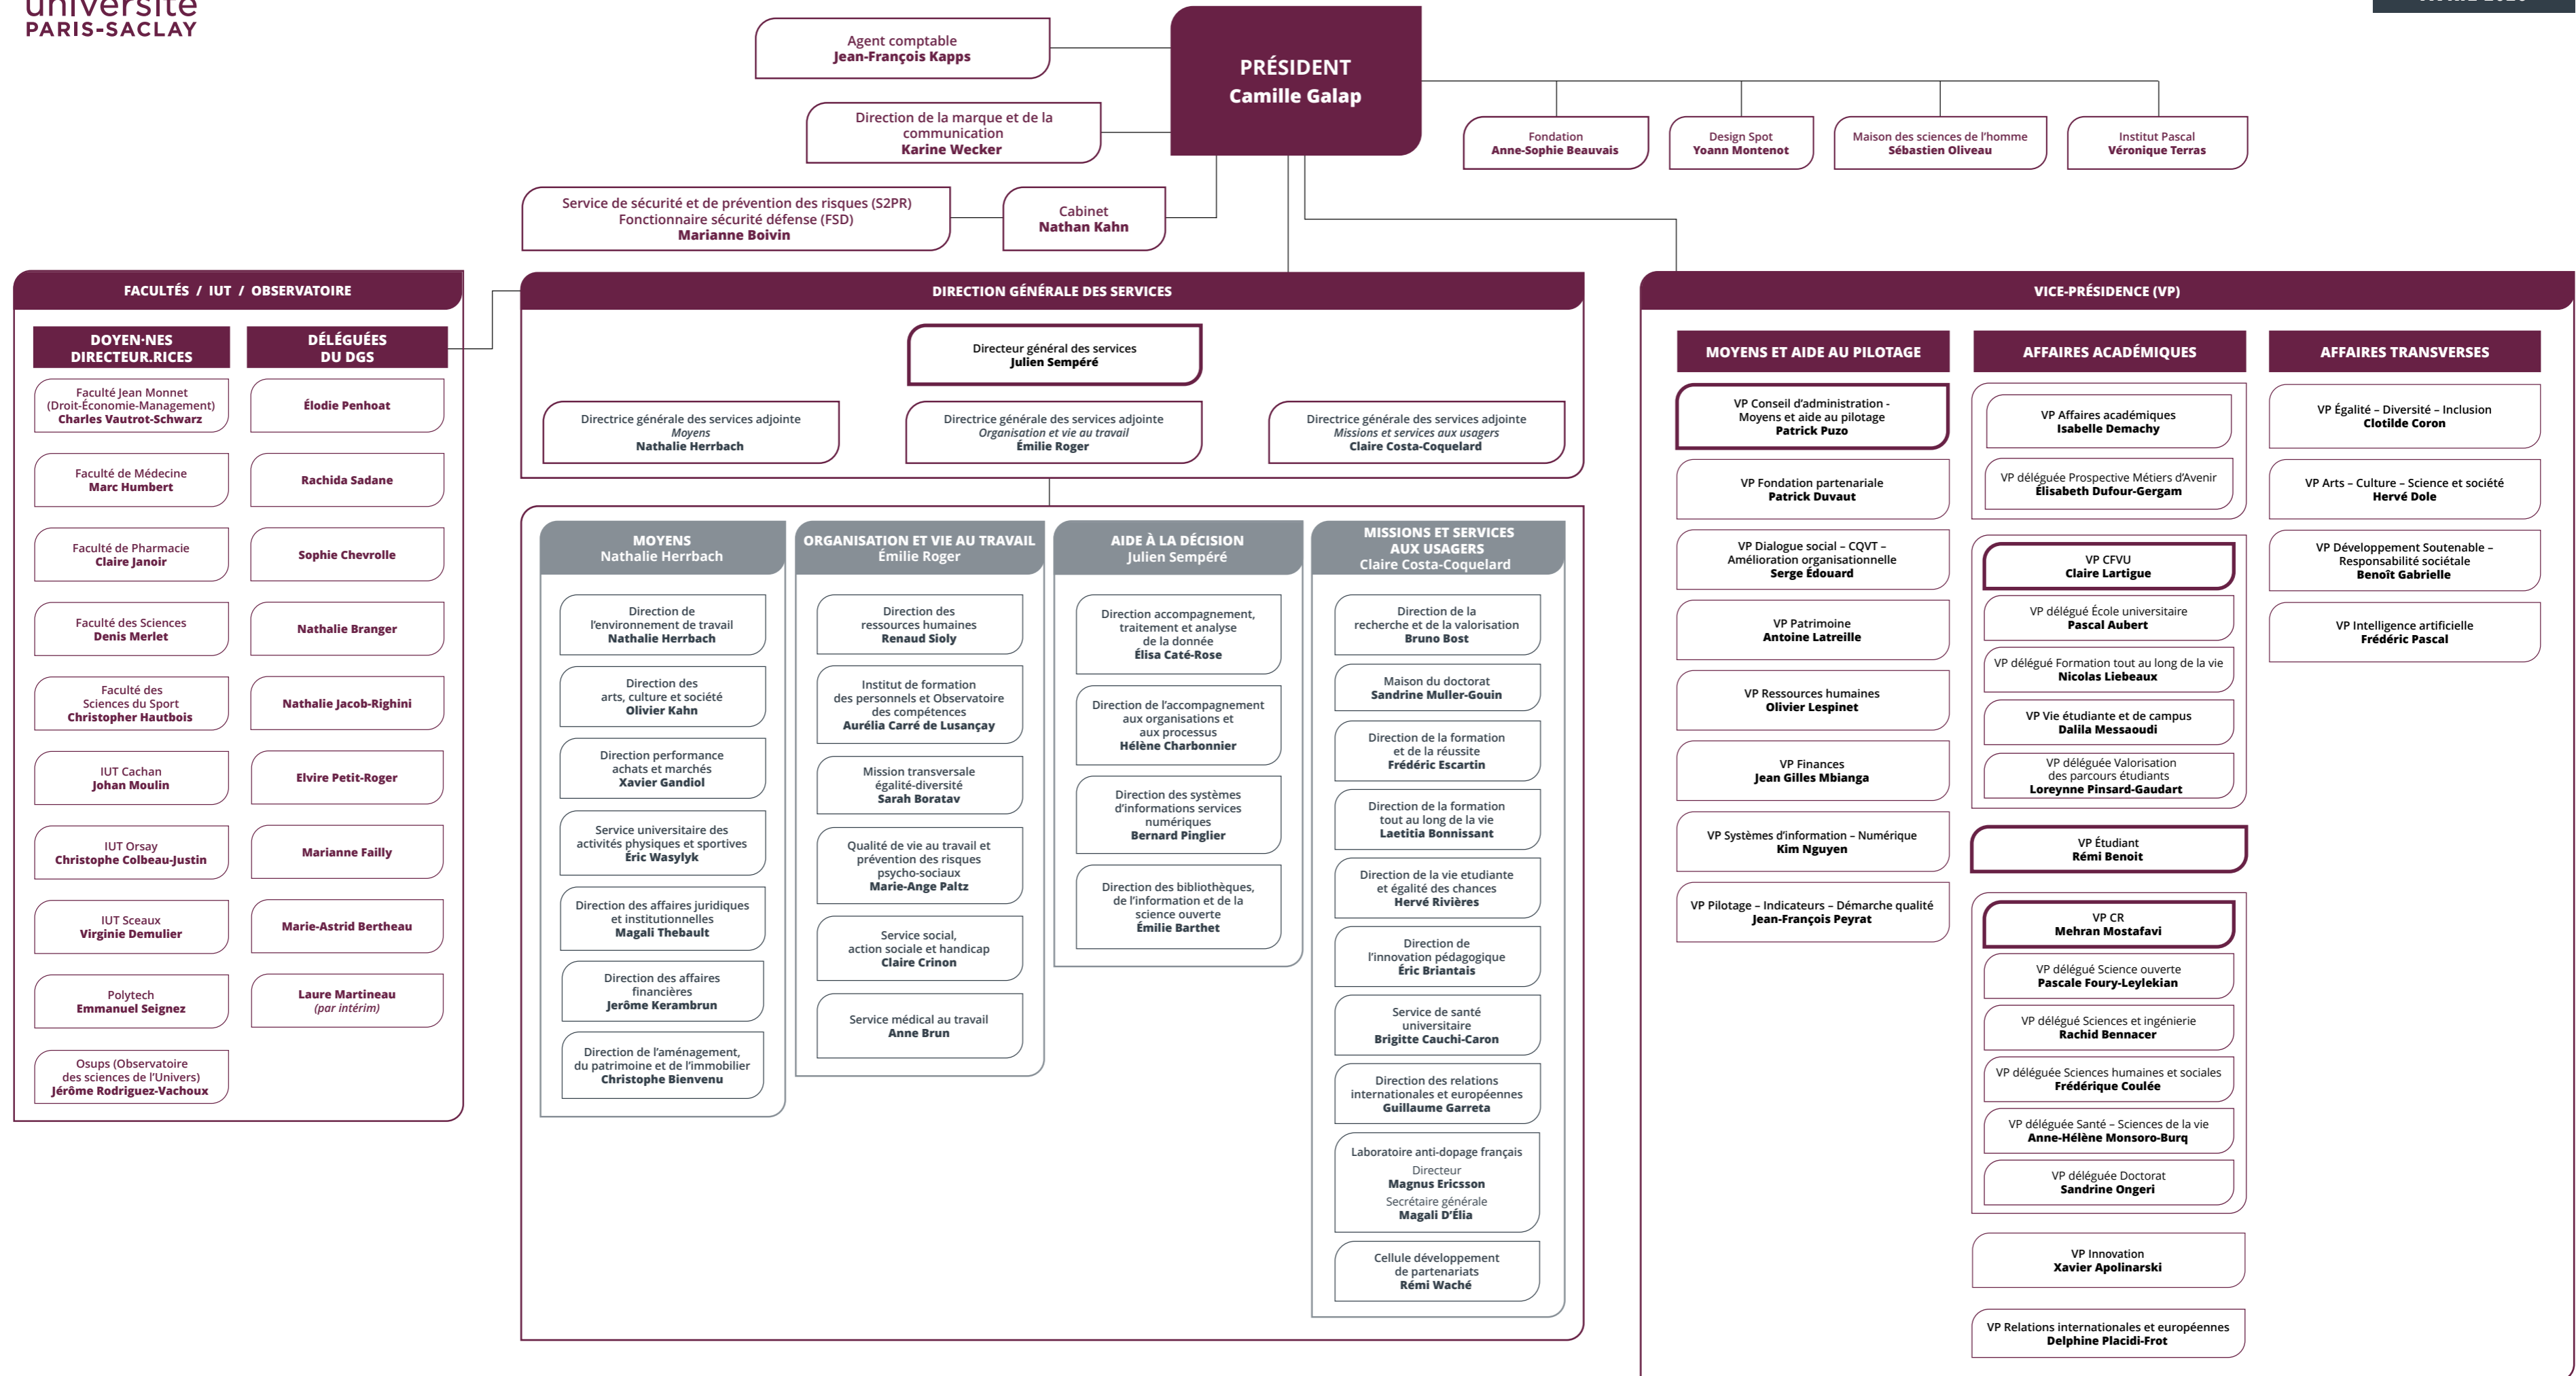 université
PARIS-SACLAY
Agent comptable
Jean-François Kapps
Direction de la marque et de la
communication
Karine Wecker
Service de sécurité et de prévention des risques (S2PR)
Fonctionnaire sécurité défense (FSD)
Marianne Boivin
Cabinet
Nathan Kahn
PRÉSIDENT
Camille Galap
Fondation
Anne-Sophie Beauvais
Design Spot
Yoann Montenot
Maison des sciences de l'homme
Sébastien Oliveau
Institut Pascal
Véronique Terras
FACULTÉS / IUT / OBSERVATOIRE
DOYEN·NES
DIRECTEUR.RICES
Faculté Jean Monnet
(Droit-Économie-Management)
Charles Vautrot-Schwarz
Faculté de Médecine
Marc Humbert
Faculté de Pharmacie
Claire Janoir
Faculté des Sciences
Denis Merlet
Faculté des
Sciences du Sport
Christopher Hautbois
IUT Cachan
Johan Moulin
IUT Orsay
Christophe Colbeau-Justin
IUT Sceaux
Virginie Demulier
Polytech
Emmanuel Seignez
Osups (Observatoire
des sciences de l'Univers)
Jérôme Rodriguez-Vachoux
DÉLÉGUÉES
DU DGS
Élodie Penhoat
Rachida Sadane
Sophie Chevrolle
Nathalie Branger
Nathalie Jacob-Righini
Elvire Petit-Roger
Marianne Failly
Marie-Astrid Bertheau
Laure Martineau
(par intérim)
DIRECTION GÉNÉRALE DES SERVICES
Directeur général des services
Julien Sempéré
Directrice générale des services adjointe
Moyens
Nathalie Herrbach
Directrice générale des services adjointe
Organisation et vie au travail
Émilie Roger
Directrice générale des services adjointe
Missions et services aux usagers
Claire Costa-Coquelard
MOYENS
Nathalie Herrbach
Direction de
l'environnement de travail
Nathalie Herrbach
Direction des
arts, culture et société
Olivier Kahn
Direction performance
achats et marchés
Xavier Gandiol
Service universitaire des
activités physiques et sportives
Éric Wasylyk
Direction des affaires juridiques
et institutionnelles
Magali Thebault
Direction des affaires
financières
Jerôme Kerambrun
Direction de l'aménagement,
du patrimoine et de l'immobilier
Christophe Bienvenu
ORGANISATION ET VIE AU TRAVAIL
Émilie Roger
Direction des
ressources humaines
Renaud Sioly
Institut de formation
des personnels et Observatoire
des compétences
Aurélia Carré de Lusançay
Mission transversale
égalité-diversité
Sarah Boratav
Qualité de vie au travail et
prévention des risques
psycho-sociaux
Marie-Ange Paltz
Service social,
action sociale et handicap
Claire Crinon
Service médical au travail
Anne Brun
AIDE À LA DÉCISION
Julien Sempéré
Direction accompagnement,
traitement et analyse
de la donnée
Élisa Caté-Rose
Direction de l'accompagnement
aux organisations et
aux processus
Hélène Charbonnier
Direction des systèmes
d'informations services
numériques
Bernard Pinglier
Direction des bibliothèques,
de l'information et de la
science ouverte
Émilie Barthet
MISSIONS ET SERVICES
AUX USAGERS
Claire Costa-Coquelard
Direction de la
recherche et de la valorisation
Bruno Bost
Maison du doctorat
Sandrine Muller-Gouin
Direction de la formation
et de la réussite
Frédéric Escartin
Direction de la formation
tout au long de la vie
Laetitia Bonnissant
Direction de la vie etudiante
et égalité des chances
Hervé Rivières
Direction de
l'innovation pédagogique
Éric Briantais
Service de santé
universitaire
Brigitte Cauchi-Caron
Direction des relations
internationales et européennes
Guillaume Garreta
Laboratoire anti-dopage français
Directeur
Magnus Ericsson
Secrétaire générale
Magali D'Élia
Cellule développement
de partenariats
Rémi Waché
VICE-PRÉSIDENCE (VP)
MOYENS ET AIDE AU PILOTAGE
VP Conseil d'administration -
Moyens et aide au pilotage
Patrick Puzo
VP Fondation partenariale
Patrick Duvaut
VP Dialogue social – CQVT –
Amélioration organisationnelle
Serge Édouard
VP Patrimoine
Antoine Latreille
VP Ressources humaines
Olivier Lespinet
VP Finances
Jean Gilles Mbianga
VP Systèmes d'information – Numérique
Kim Nguyen
VP Pilotage – Indicateurs – Démarche qualité
Jean-François Peyrat
AFFAIRES ACADÉMIQUES
VP Affaires académiques
Isabelle Demachy
VP déléguée Prospective Métiers d'Avenir
Élisabeth Dufour-Gergam
VP CFVU
Claire Lartigue
VP délégué École universitaire
Pascal Aubert
VP délégué Formation tout au long de la vie
Nicolas Liebeaux
VP Vie étudiante et de campus
Dalila Messaoudi
VP déléguée Valorisation
des parcours étudiants
Loreynne Pinsard-Gaudart
VP Étudiant
Rémi Benoit
VP CR
Mehran Mostafavi
VP délégué Science ouverte
Pascale Foury-Leylekian
VP délégué Sciences et ingénierie
Rachid Bennacer
VP déléguée Sciences humaines et sociales
Frédérique Coulée
VP déléguée Santé – Sciences de la vie
Anne-Hélène Monsoro-Burq
VP déléguée Doctorat
Sandrine Ongeri
VP Innovation
Xavier Apolinarski
VP Relations internationales et européennes
Delphine Placidi-Frot
AFFAIRES TRANSVERSES
VP Égalité – Diversité – Inclusion
Clotilde Coron
VP Arts – Culture – Science et société
Hervé Dole
VP Développement Soutenable –
Responsabilité sociétale
Benoît Gabrielle
VP Intelligence artificielle
Frédéric Pascal